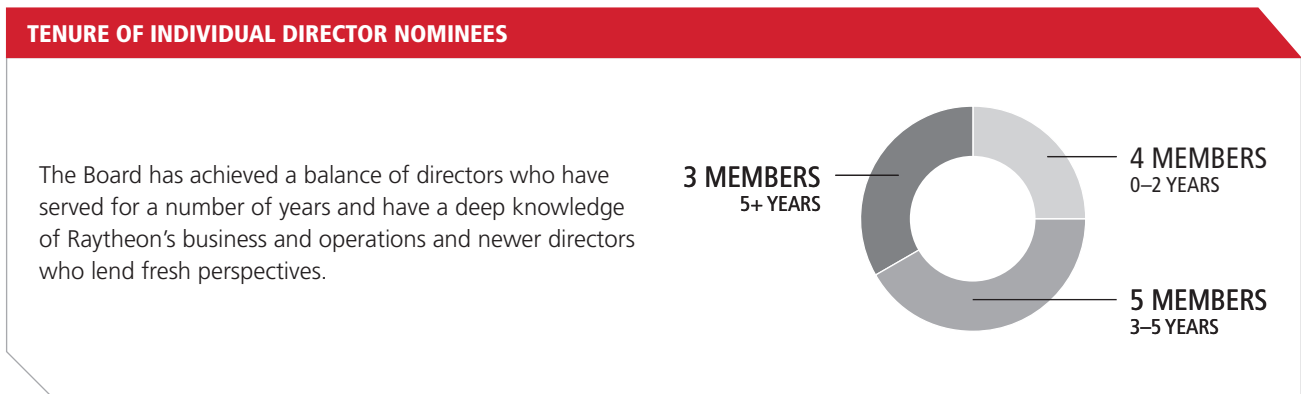 TENURE OF INDIVIDUAL DIRECTOR NOMINEES
The Board has achieved a balance of directors who have
served for a number of years and have a deep knowledge
of Raytheon’s business and operations and newer directors
who lend fresh perspectives.
3 MEMBERS
5+ YEARS
4 MEMBERS
0–2 YEARS
5 MEMBERS
3–5 YEARS